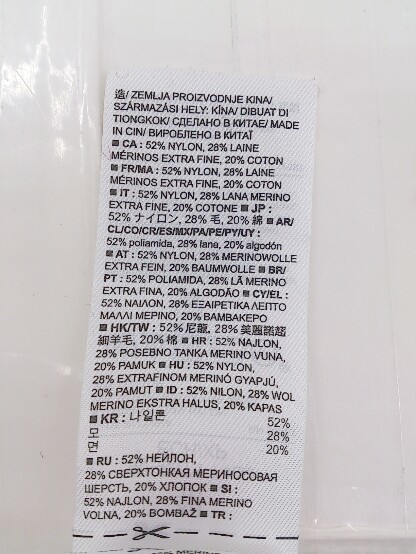 造/ ZEMLJA PROIZVODNJE KINA/
SZÁRMAZÁSI HELY: KÍNA/ DIBUAT DI
TIONGKOK/ СДЕЛАНО В КИТАЕ/ MADE
IN CIN/ ВИРОБЛЕНО В КИТАЇ
■ CA : 52% NYLON, 28% LAINE
MÉRINOS EXTRA FINE, 20% COTON
■ FR/MA : 52% NYLON, 28% LAINE
MÉRINOS EXTRA FINE, 20% COTON
■ IT : 52% NYLON, 28% LANA MERINO
EXTRA FINE, 20% COTONE ■ JP :
52% ナイロン, 28% 毛, 20% 綿 ■ AR/
CL/CO/CR/ES/MX/PA/PE/PY/UY :
52% poliamida, 28% lana, 20% algodón
■ AT : 52% NYLON, 28% MERINOWOLLE
EXTRA FEIN, 20% BAUMWOLLE ■ BR/
PT : 52% POLIAMIDA, 28% LÃ MERINO
EXTRA FINA, 20% ALGODÃO ■ CY/EL :
52% ΝΑΙΛΟΝ, 28% ΕΞΑΙΡΕΤΙΚΑ ΛΕΠΤΟ
ΜΑΛΛΙ ΜΕΡΙΝΟ, 20% ΒΑΜΒΑΚΕΡΟ
■ HK/TW : 52% 尼龍, 28% 美麗諾超
細羊毛, 20% 棉 ■ HR : 52% NAJLON,
28% POSEBNO TANKA MERINO VUNA,
20% PAMUK ■ HU : 52% NYLON,
28% EXTRAFINOM MERINÓ GYAPJÚ,
20% PAMUT ■ ID : 52% NILON, 28% WOL
MERINO EKSTRA HALUS, 20% KAPAS
■ KR : 나일론 52%
모 28%
면 20%
■ RU : 52% НЕЙЛОН,
28% СВЕРХТОНКАЯ МЕРИНОСОВАЯ
ШЕРСТЬ, 20% ХЛОПОК ■ SI :
52% NAJLON, 28% FINA MERINO
VOLNA, 20% BOMBAŽ ■ TR :